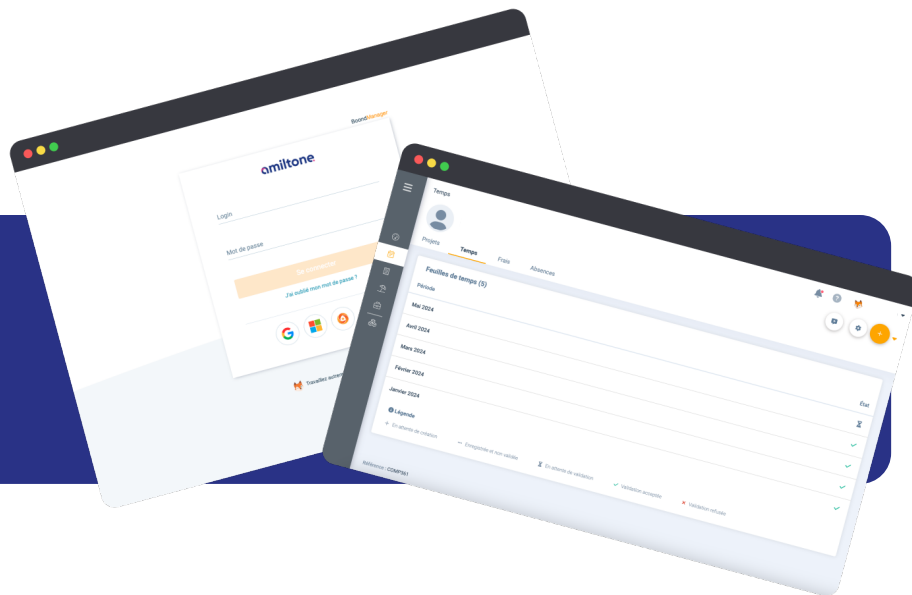 BoondManager
amiltone
Login
Mot de passe
Se connecter
J'ai oublié mon mot de passe ?
Travaillez autrement
Temps
Projets Temps Frais Absences
Feuilles de temps (5)
Période État
Mai 2024
Avril 2024
Mars 2024
Février 2024
Janvier 2024
Légende
En attente de création Enregistrée et non validée En attente de validation Validation acceptée Validation refusée
Référence : COMP561